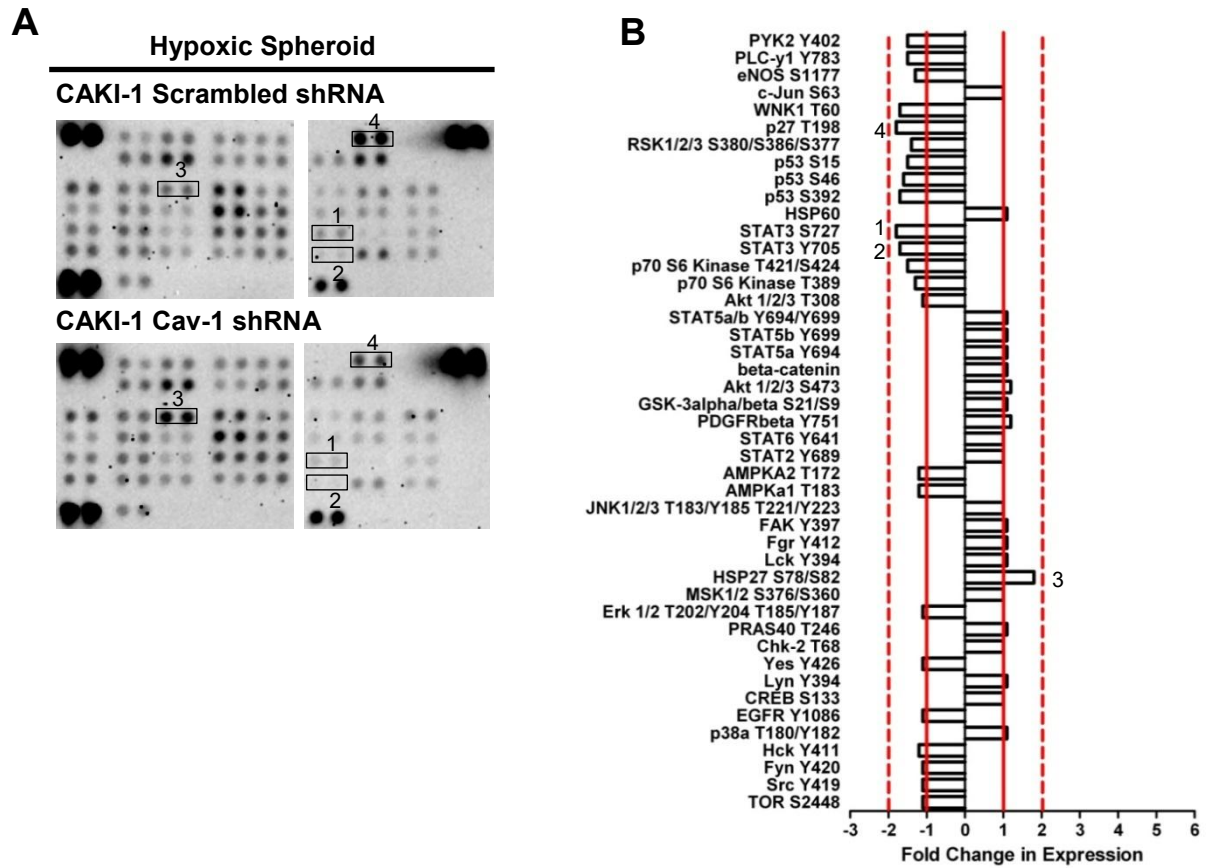 A
Hypoxic Spheroid
CAKI-1 Scrambled shRNA
4
3
1
2
CAKI-1 Cav-1 shRNA
4
3
1
2
B
PYK2 Y402
PLC-y1 Y783
eNOS S1177
c-Jun S63
WNK1 T60
p27 T198
4
RSK1/2/3 S380/S386/S377
p53 S15
p53 S46
p53 S392
HSP60
STAT3 S727
1
STAT3 Y705
2
p70 S6 Kinase T421/S424
p70 S6 Kinase T389
Akt 1/2/3 T308
STAT5a/b Y694/Y699
STAT5b Y699
STAT5a Y694
beta-catenin
Akt 1/2/3 S473
GSK-3alpha/beta S21/S9
PDGFRbeta Y751
STAT6 Y641
STAT2 Y689
AMPKA2 T172
AMPKa1 T183
JNK1/2/3 T183/Y185 T221/Y223
FAK Y397
Fgr Y412
Lck Y394
HSP27 S78/S82
3
MSK1/2 S376/S360
Erk 1/2 T202/Y204 T185/Y187
PRAS40 T246
Chk-2 T68
Yes Y426
Lyn Y394
CREB S133
EGFR Y1086
p38a T180/Y182
Hck Y411
Fyn Y420
Src Y419
TOR S2448
-3 -2 -1 0 1 2 3 4 5 6
Fold Change in Expression